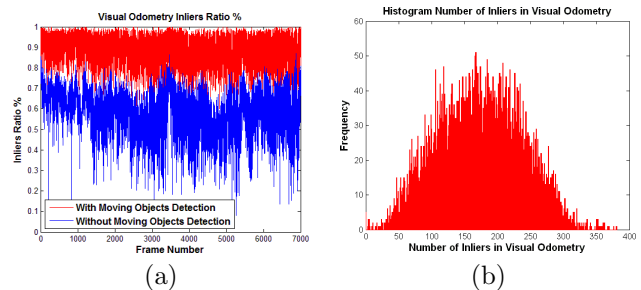 Visual Odometry Inliers Ratio %
1
0.9
0.8
0.7
0.6
0.5
0.4
0.3
0.2
0.1
0
Inliers Ratio %
With Moving Objects Detection
Without Moving Objects Detection
0 1000 2000 3000 4000 5000 6000 7000
Frame Number
(a)
Histogram Number of Inliers in Visual Odometry
60
50
40
30
20
10
0
Frequency
0 50 100 150 200 250 300 350 400
Number of Inliers in Visual Odometry
(b)